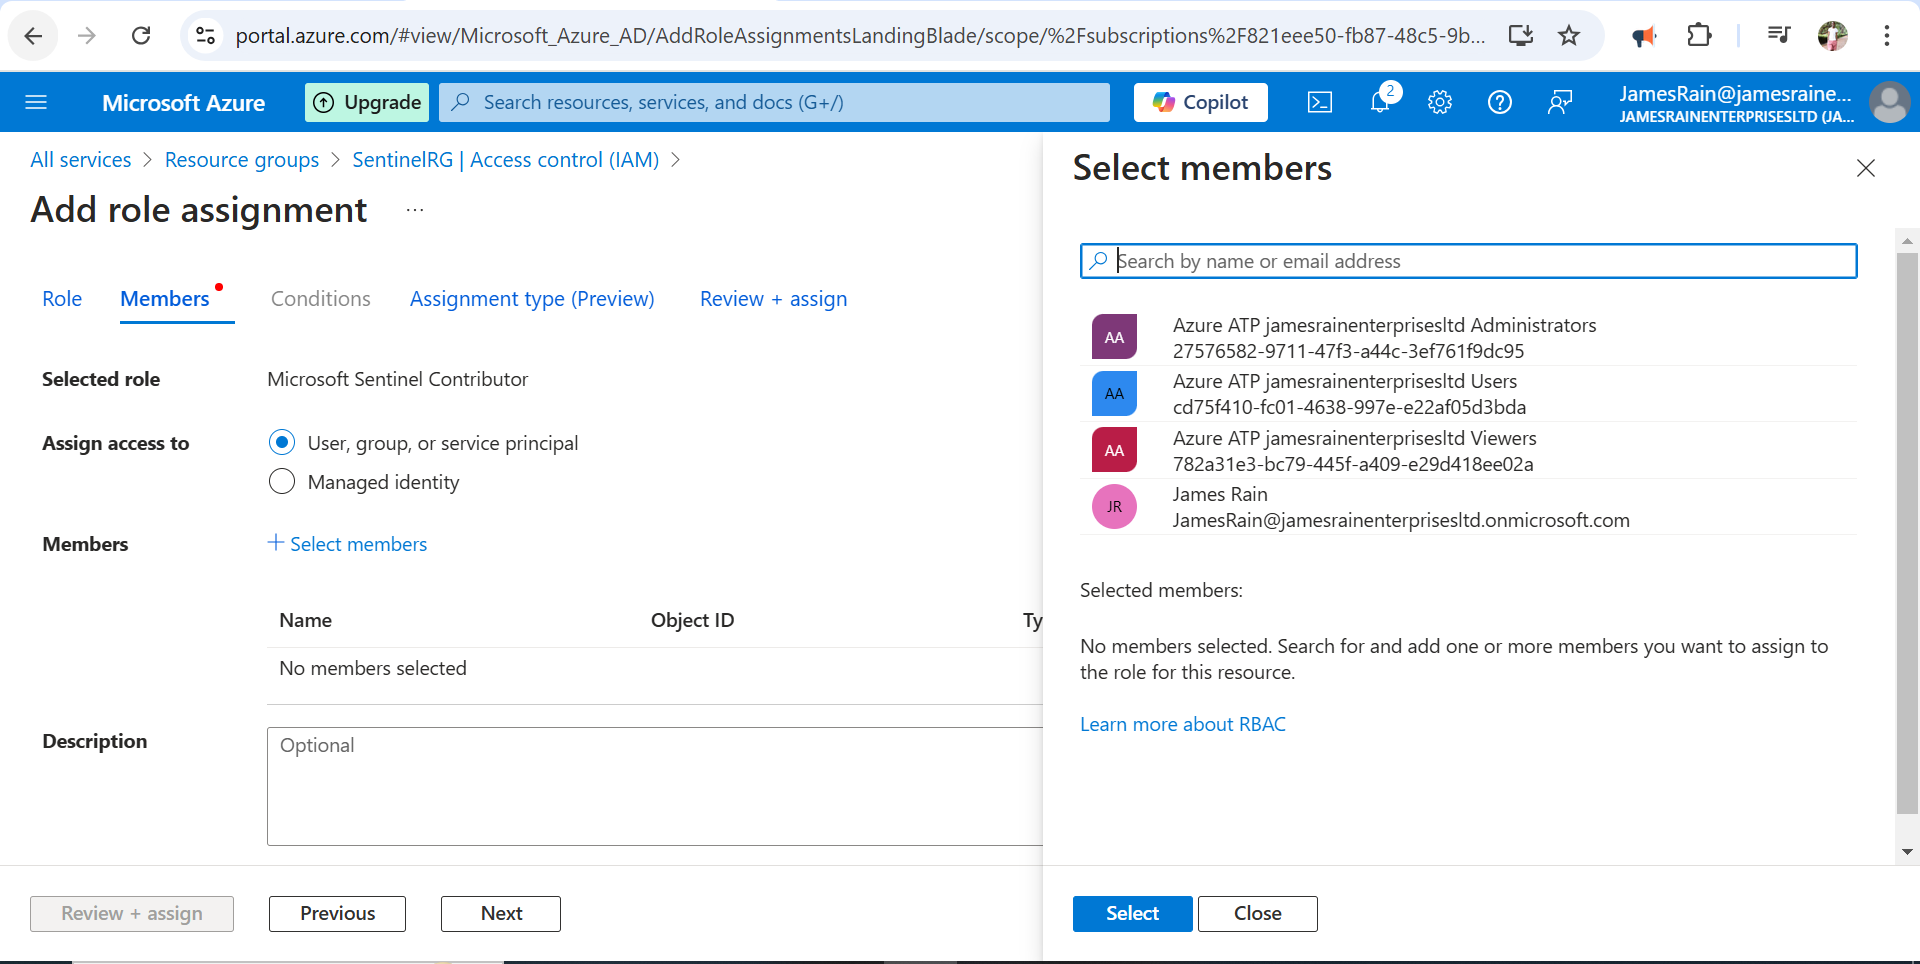 portal.azure.com/#view/Microsoft_Azure_AD/AddRoleAssignmentsLandingBlade/scope/%2Fsubscriptions%2F821eee50-fb87-48c5-9b...
Microsoft Azure
Upgrade
Search resources, services, and docs (G+/)
Copilot
2
JamesRain@jamesraine...
JAMESRAINENTERPRISESLTD (JA...
All services > Resource groups > SentinelRG | Access control (IAM) >
Add role assignment ...
Role
Members
Conditions
Assignment type (Preview)
Review + assign
Selected role
Microsoft Sentinel Contributor
Assign access to
User, group, or service principal
Managed identity
Members
+ Select members
Name
Object ID
Ty
No members selected
Description
Optional
Review + assign
Previous
Next
Select members
Search by name or email address
AA
Azure ATP jamesrainenterprisesltd Administrators
27576582-9711-47f3-a44c-3ef761f9dc95
AA
Azure ATP jamesrainenterprisesltd Users
cd75f410-fc01-4638-997e-e22af05d3bda
AA
Azure ATP jamesrainenterprisesltd Viewers
782a31e3-bc79-445f-a409-e29d418ee02a
JR
James Rain
JamesRain@jamesrainenterprisesltd.onmicrosoft.com
Selected members:
No members selected. Search for and add one or more members you want to assign to
the role for this resource.
Learn more about RBAC
Select
Close